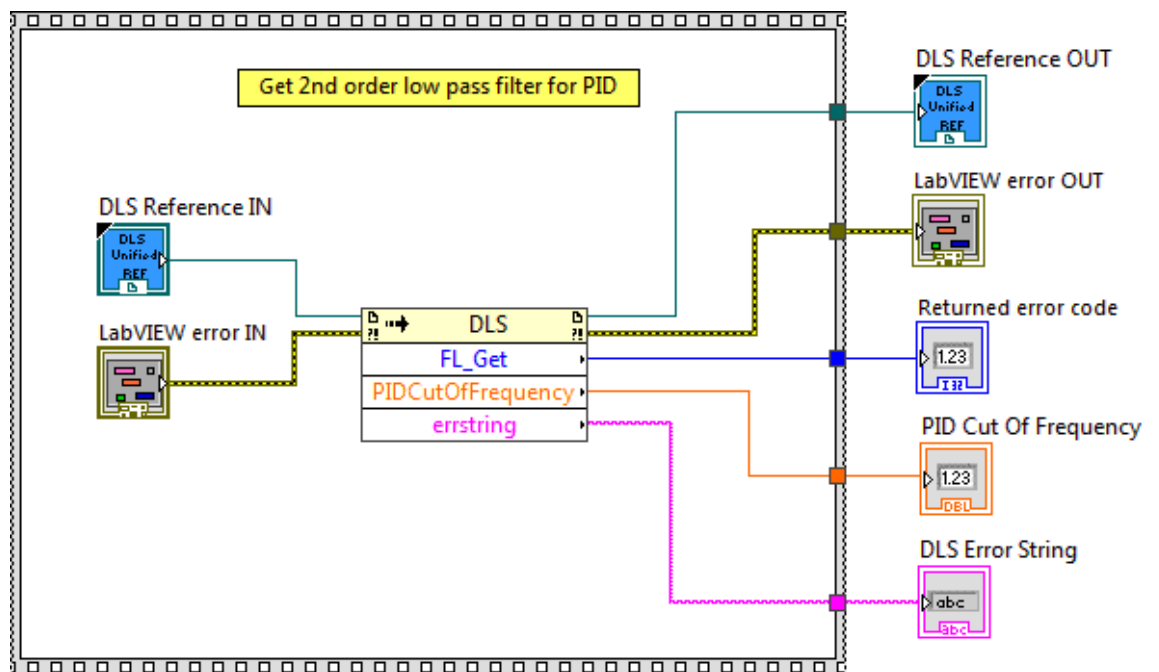 Get 2nd order low pass filter for PID
DLS Reference OUT
DLS
Unified
REF
LabVIEW error OUT
DLS Reference IN
DLS
Unified
REF
LabVIEW error IN
?! DLS ?!
FL_Get
PIDCutOfFrequency
errstring
Returned error code
1.23
I32
PID Cut Of Frequency
1.23
DBL
DLS Error String
abc
abc